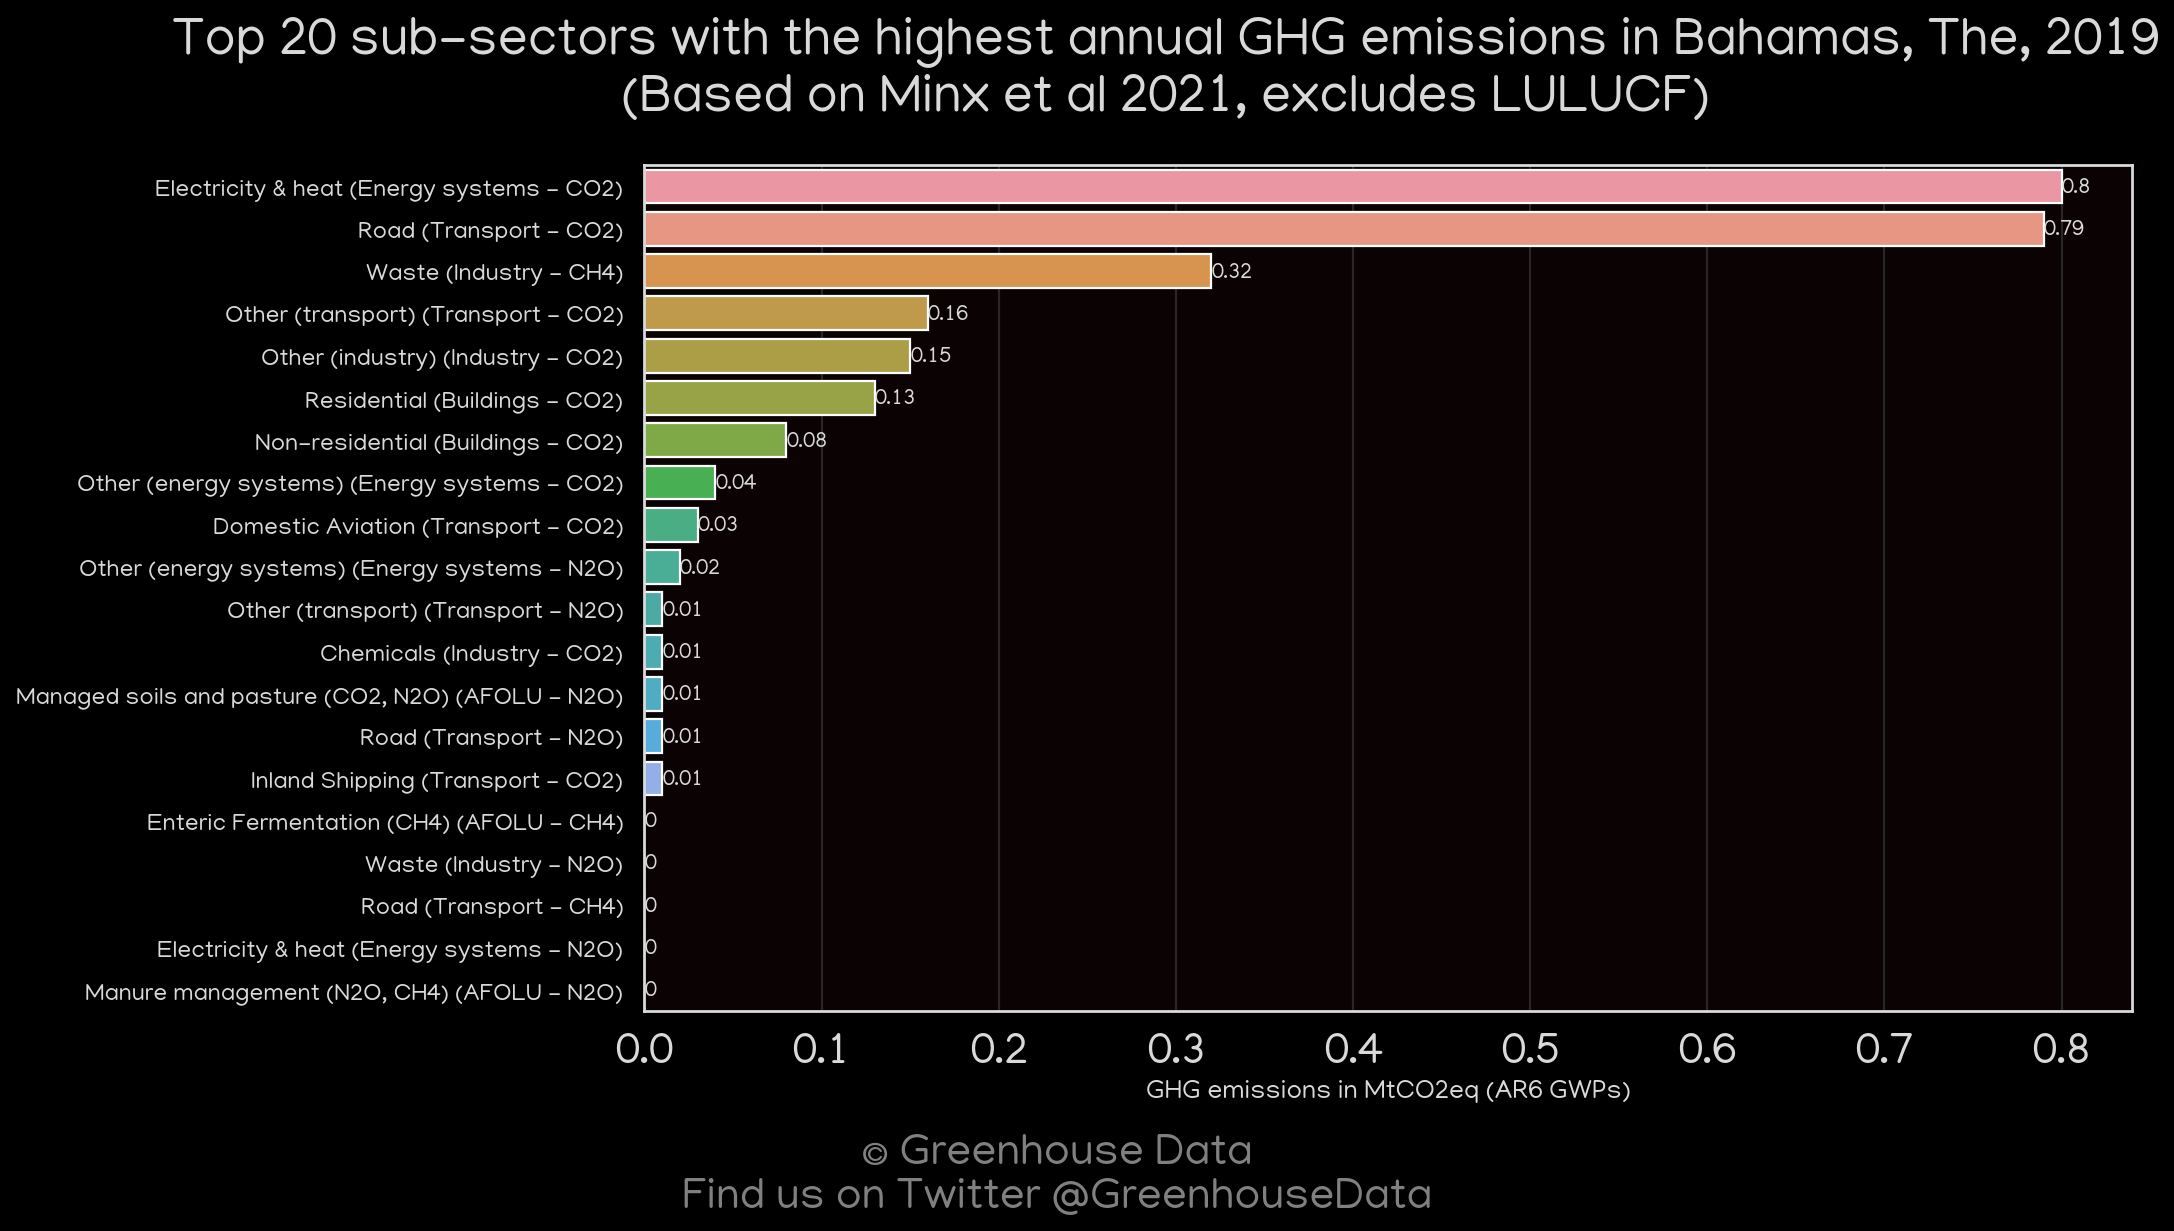 Top 20 sub-sectors with the highest annual GHG emissions in Bahamas, The, 2019
(Based on Minx et al 2021, excludes LULUCF)
Electricity & heat (Energy systems - CO2) 0.8
Road (Transport - CO2) 0.79
Waste (Industry - CH4) 0.32
Other (transport) (Transport - CO2) 0.16
Other (industry) (Industry - CO2) 0.15
Residential (Buildings - CO2) 0.13
Non-residential (Buildings - CO2) 0.08
Other (energy systems) (Energy systems - CO2) 0.04
Domestic Aviation (Transport - CO2) 0.03
Other (energy systems) (Energy systems - N2O) 0.02
Other (transport) (Transport - N2O) 0.01
Chemicals (Industry - CO2) 0.01
Managed soils and pasture (CO2, N2O) (AFOLU - N2O) 0.01
Road (Transport - N2O) 0.01
Inland Shipping (Transport - CO2) 0.01
Enteric Fermentation (CH4) (AFOLU - CH4) 0
Waste (Industry - N2O) 0
Road (Transport - CH4) 0
Electricity & heat (Energy systems - N2O) 0
Manure management (N2O, CH4) (AFOLU - N2O) 0
0.0 0.1 0.2 0.3 0.4 0.5 0.6 0.7 0.8
GHG emissions in MtCO2eq (AR6 GWPs)
© Greenhouse Data
Find us on Twitter @GreenhouseData